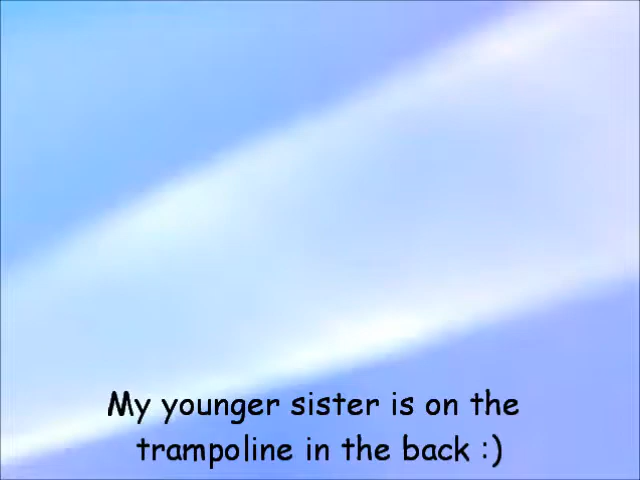 My younger sister is on the
trampoline in the back :)